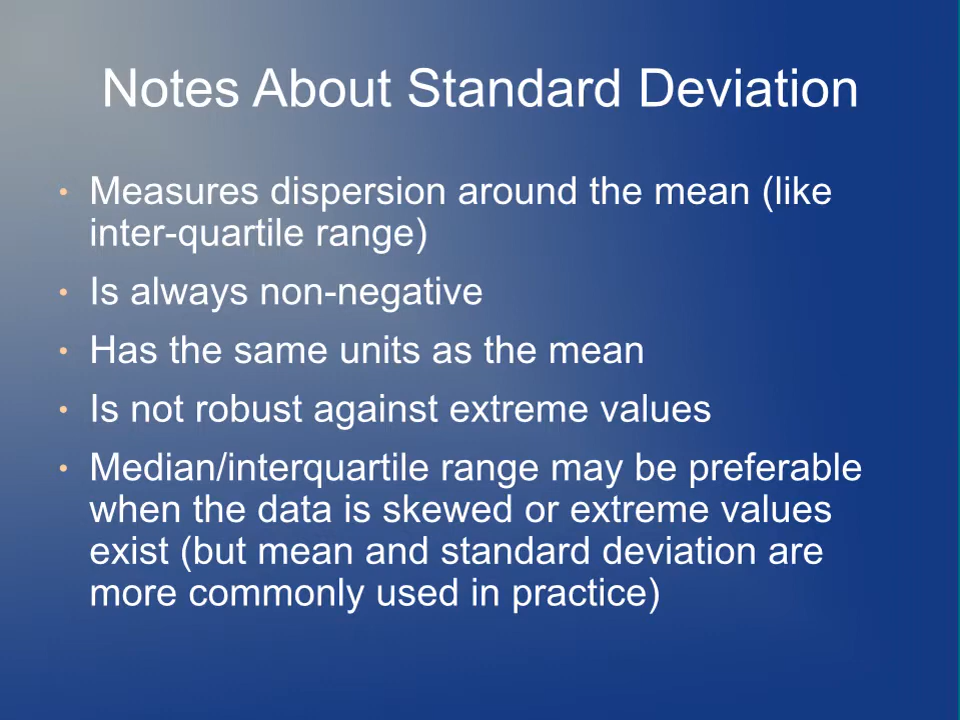 Notes About Standard Deviation
• Measures dispersion around the mean (like
inter-quartile range)
• Is always non-negative
• Has the same units as the mean
• Is not robust against extreme values
• Median/interquartile range may be preferable
when the data is skewed or extreme values
exist (but mean and standard deviation are
more commonly used in practice)